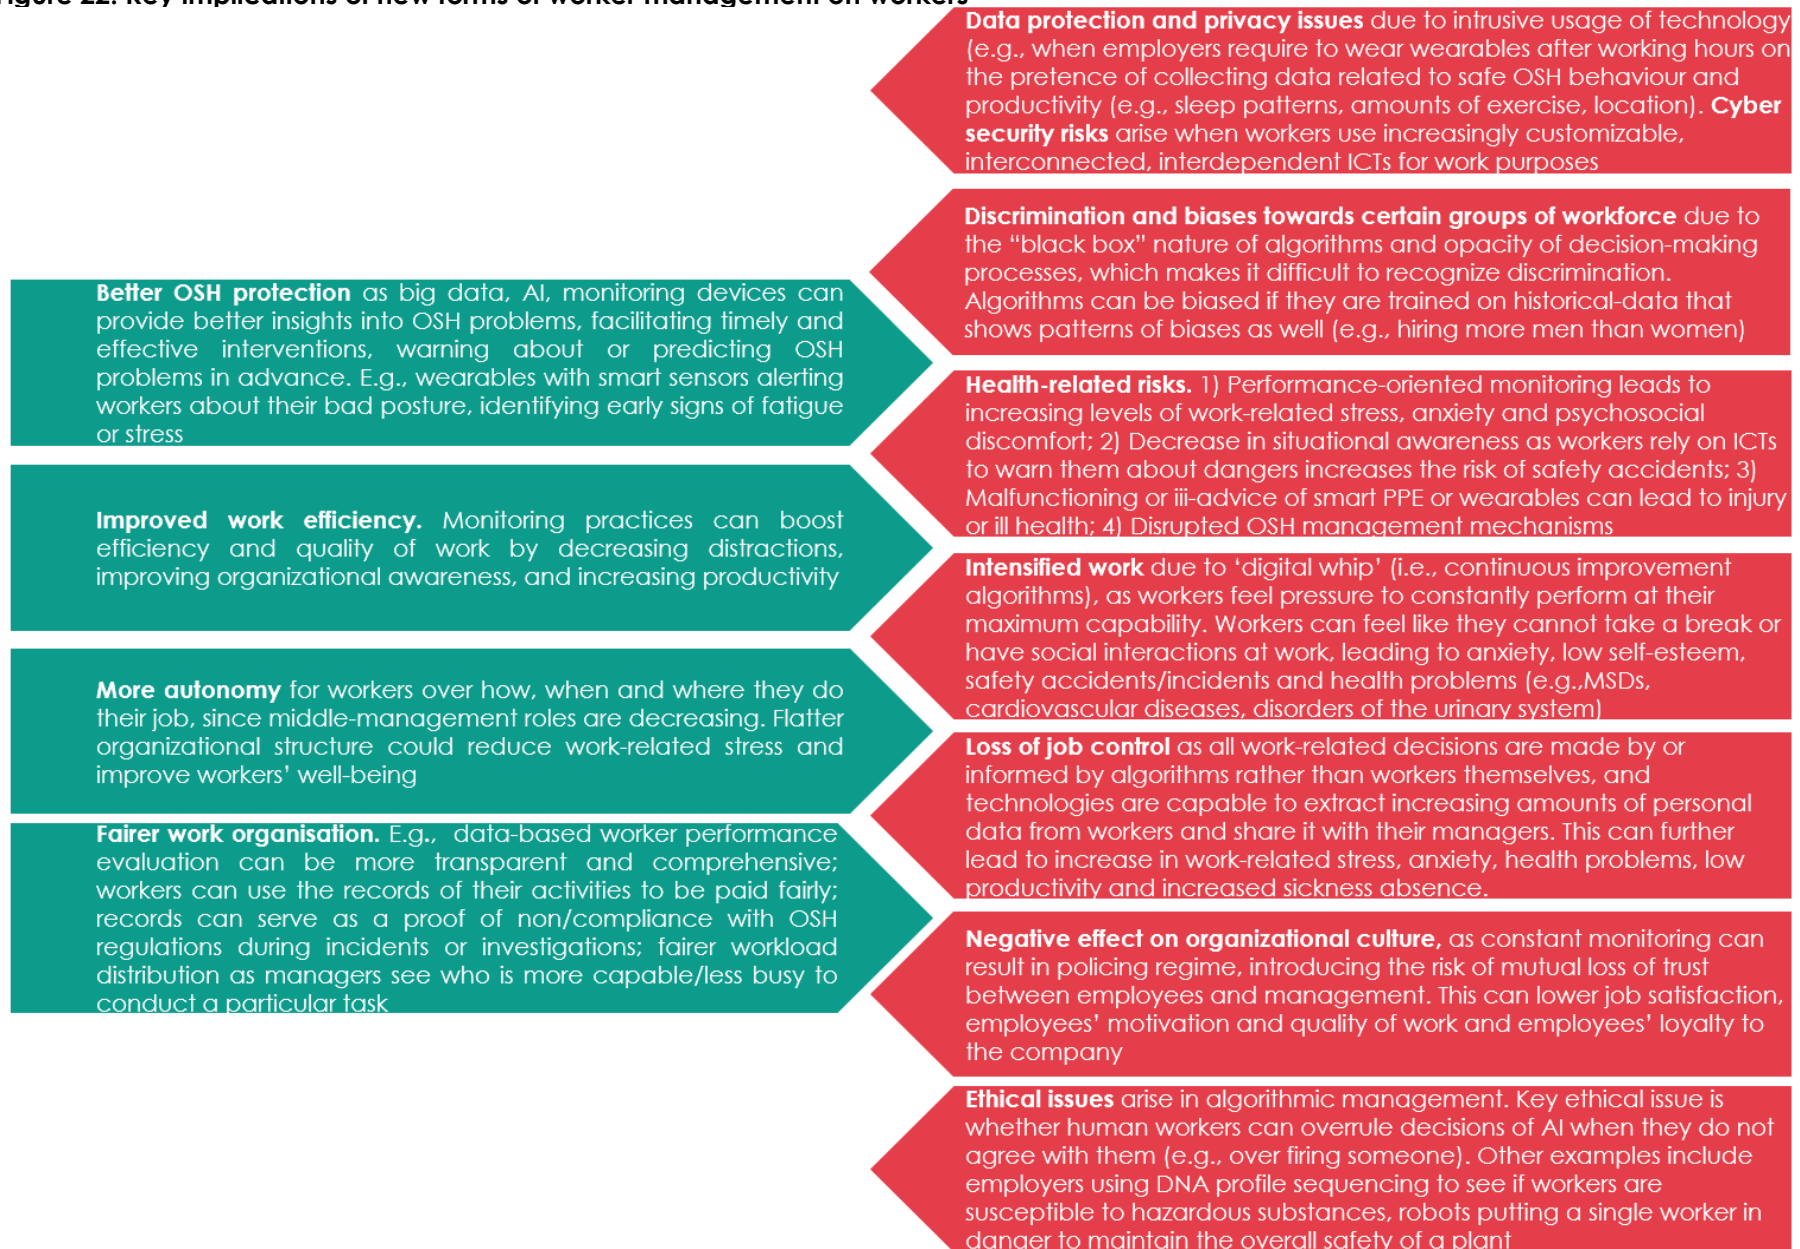 Figure 22. Key implications of new forms of worker management on workers
Better OSH protection as big data, AI, monitoring devices can
provide better insights into OSH problems, facilitating timely and
effective interventions, warning about or predicting OSH
problems in advance. E.g., wearables with smart sensors alerting
workers about their bad posture, identifying early signs of fatigue
or stress
Improved work efficiency. Monitoring practices can boost
efficiency and quality of work by decreasing distractions,
improving organizational awareness, and increasing productivity
More autonomy for workers over how, when and where they do
their job, since middle-management roles are decreasing. Flatter
organizational structure could reduce work-related stress and
improve workers’ well-being
Fairer work organisation. E.g., data-based worker performance
evaluation can be more transparent and comprehensive;
workers can use the records of their activities to be paid fairly;
records can serve as a proof of non/compliance with OSH
regulations during incidents or investigations; fairer workload
distribution as managers see who is more capable/less busy to
conduct a particular task
Data protection and privacy issues due to intrusive usage of technology
(e.g., when employers require to wear wearables after working hours on
the pretence of collecting data related to safe OSH behaviour and
productivity (e.g., sleep patterns, amounts of exercise, location). Cyber
security risks arise when workers use increasingly customizable,
interconnected, interdependent ICTs for work purposes
Discrimination and biases towards certain groups of workforce due to
the “black box” nature of algorithms and opacity of decision-making
processes, which makes it difficult to recognize discrimination.
Algorithms can be biased if they are trained on historical-data that
shows patterns of biases as well (e.g., hiring more men than women)
Health-related risks. 1) Performance-oriented monitoring leads to
increasing levels of work-related stress, anxiety and psychosocial
discomfort; 2) Decrease in situational awareness as workers rely on ICTs
to warn them about dangers increases the risk of safety accidents; 3)
Malfunctioning or iii-advice of smart PPE or wearables can lead to injury
or ill health; 4) Disrupted OSH management mechanisms
Intensified work due to ‘digital whip’ (i.e., continuous improvement
algorithms), as workers feel pressure to constantly perform at their
maximum capability. Workers can feel like they cannot take a break or
have social interactions at work, leading to anxiety, low self-esteem,
safety accidents/incidents and health problems (e.g.,MSDs,
cardiovascular diseases, disorders of the urinary system)
Loss of job control as all work-related decisions are made by or
informed by algorithms rather than workers themselves, and
technologies are capable to extract increasing amounts of personal
data from workers and share it with their managers. This can further
lead to increase in work-related stress, anxiety, health problems, low
productivity and increased sickness absence.
Negative effect on organizational culture, as constant monitoring can
result in policing regime, introducing the risk of mutual loss of trust
between employees and management. This can lower job satisfaction,
employees’ motivation and quality of work and employees’ loyalty to
the company
Ethical issues arise in algorithmic management. Key ethical issue is
whether human workers can overrule decisions of AI when they do not
agree with them (e.g., over firing someone). Other examples include
employers using DNA profile sequencing to see if workers are
susceptible to hazardous substances, robots putting a single worker in
danger to maintain the overall safety of a plant